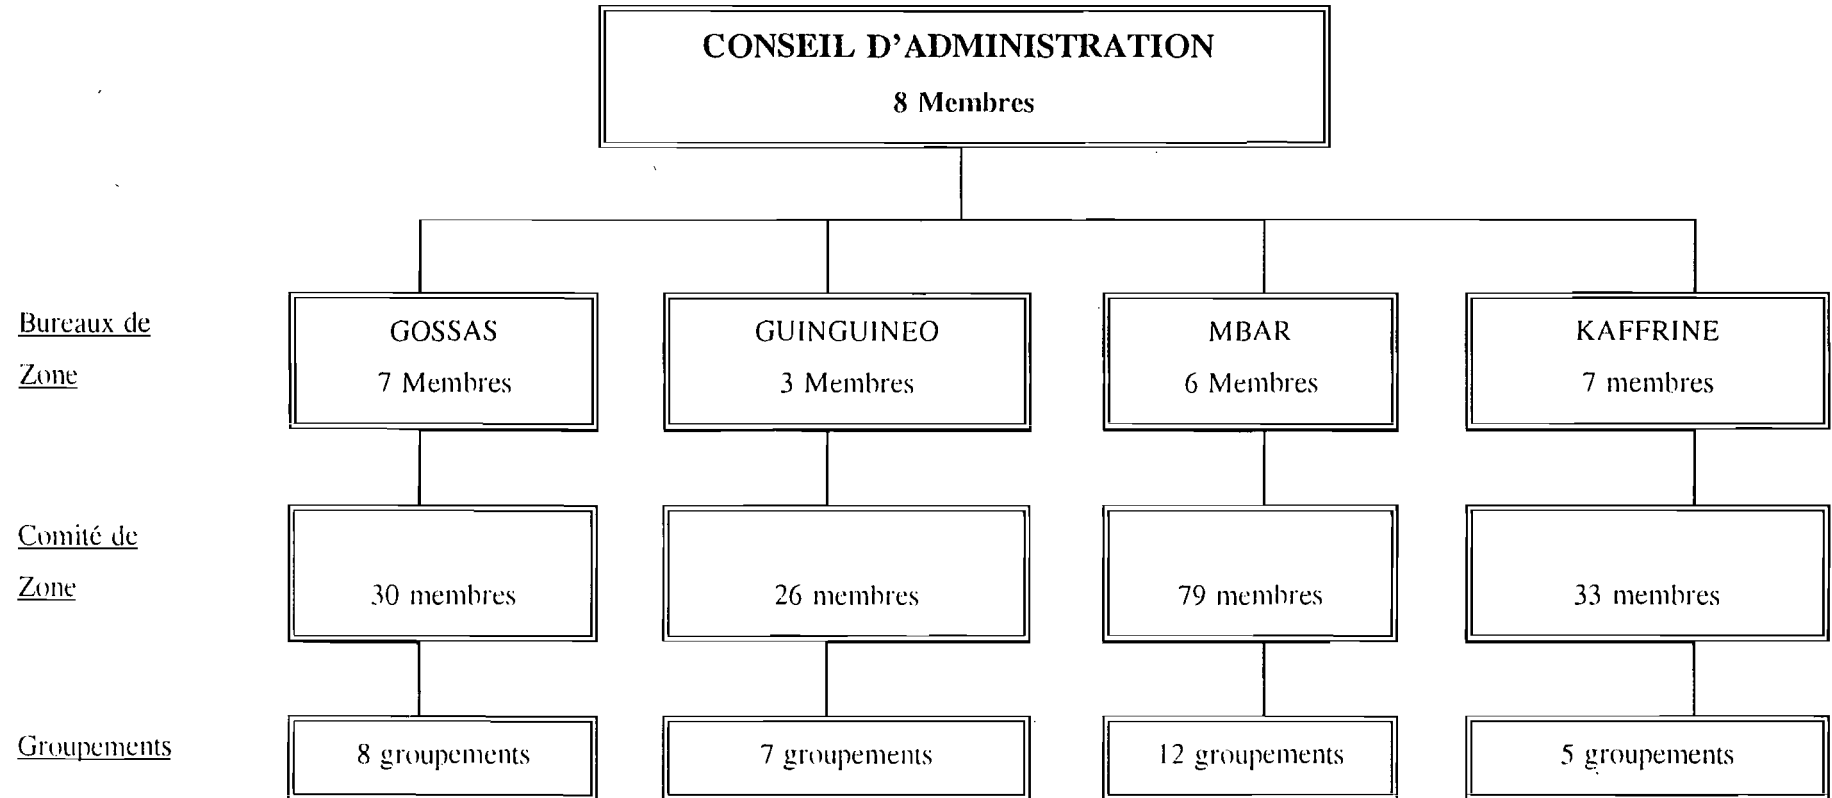 CONSEIL D'ADMINISTRATION
8 Membres
Bureaux de
Zone
GOSSAS
7 Membres
GUINGUINEO
3 Membres
MBAR
6 Membres
KAFFRINE
7 membres
Comité de
Zone
30 membres
26 membres
79 membres
33 membres
Groupements
8 groupements
7 groupements
12 groupements
5 groupements